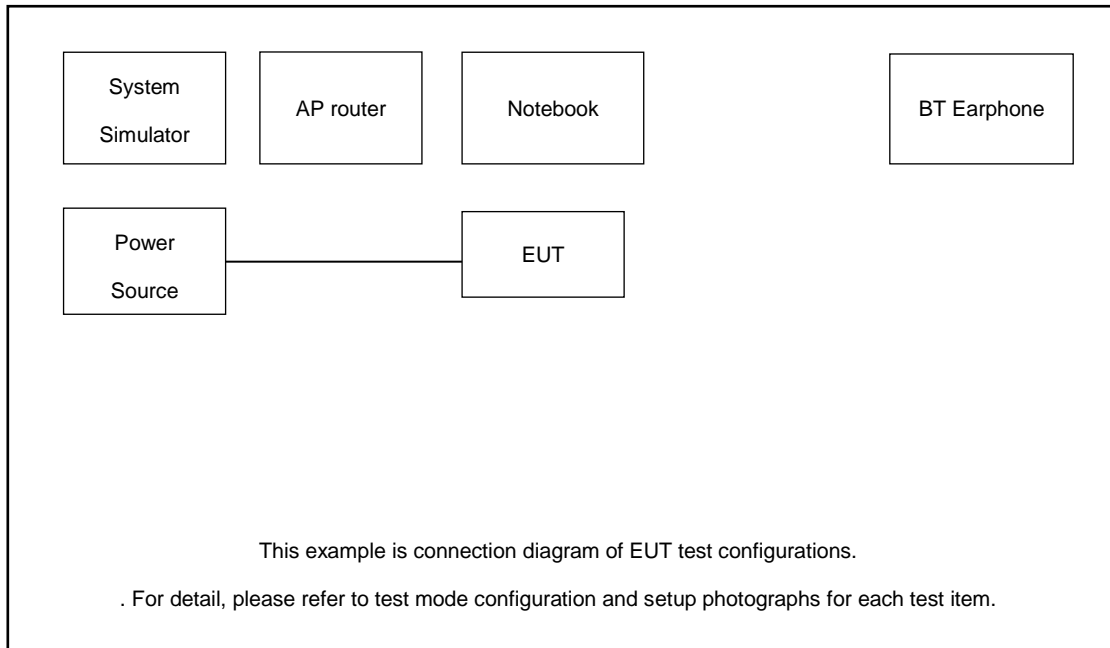 System
Simulator
AP router
Notebook
BT Earphone
Power
Source
EUT
This example is connection diagram of EUT test configurations.
. For detail, please refer to test mode configuration and setup photographs for each test item.